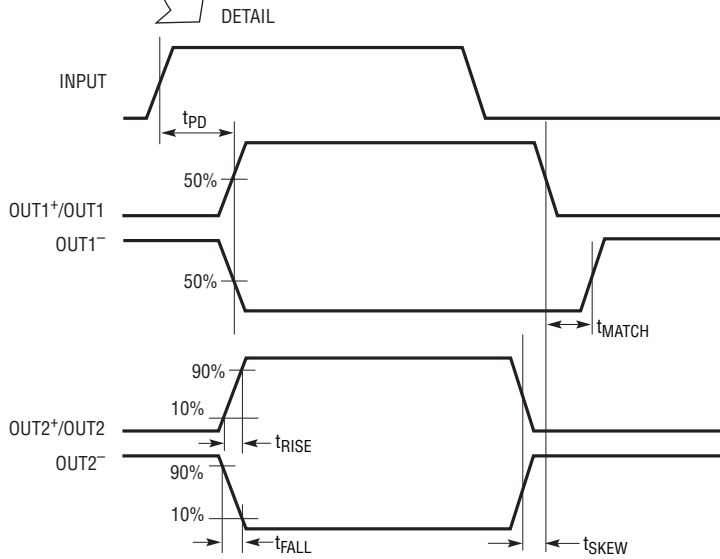 DETAIL
INPUT
tPD
50%
OUT1+/OUT1
OUT1–
50%
tMATCH
90%
10%
OUT2+/OUT2
tRISE
OUT2–
90%
10%
tFALL
tSKEW